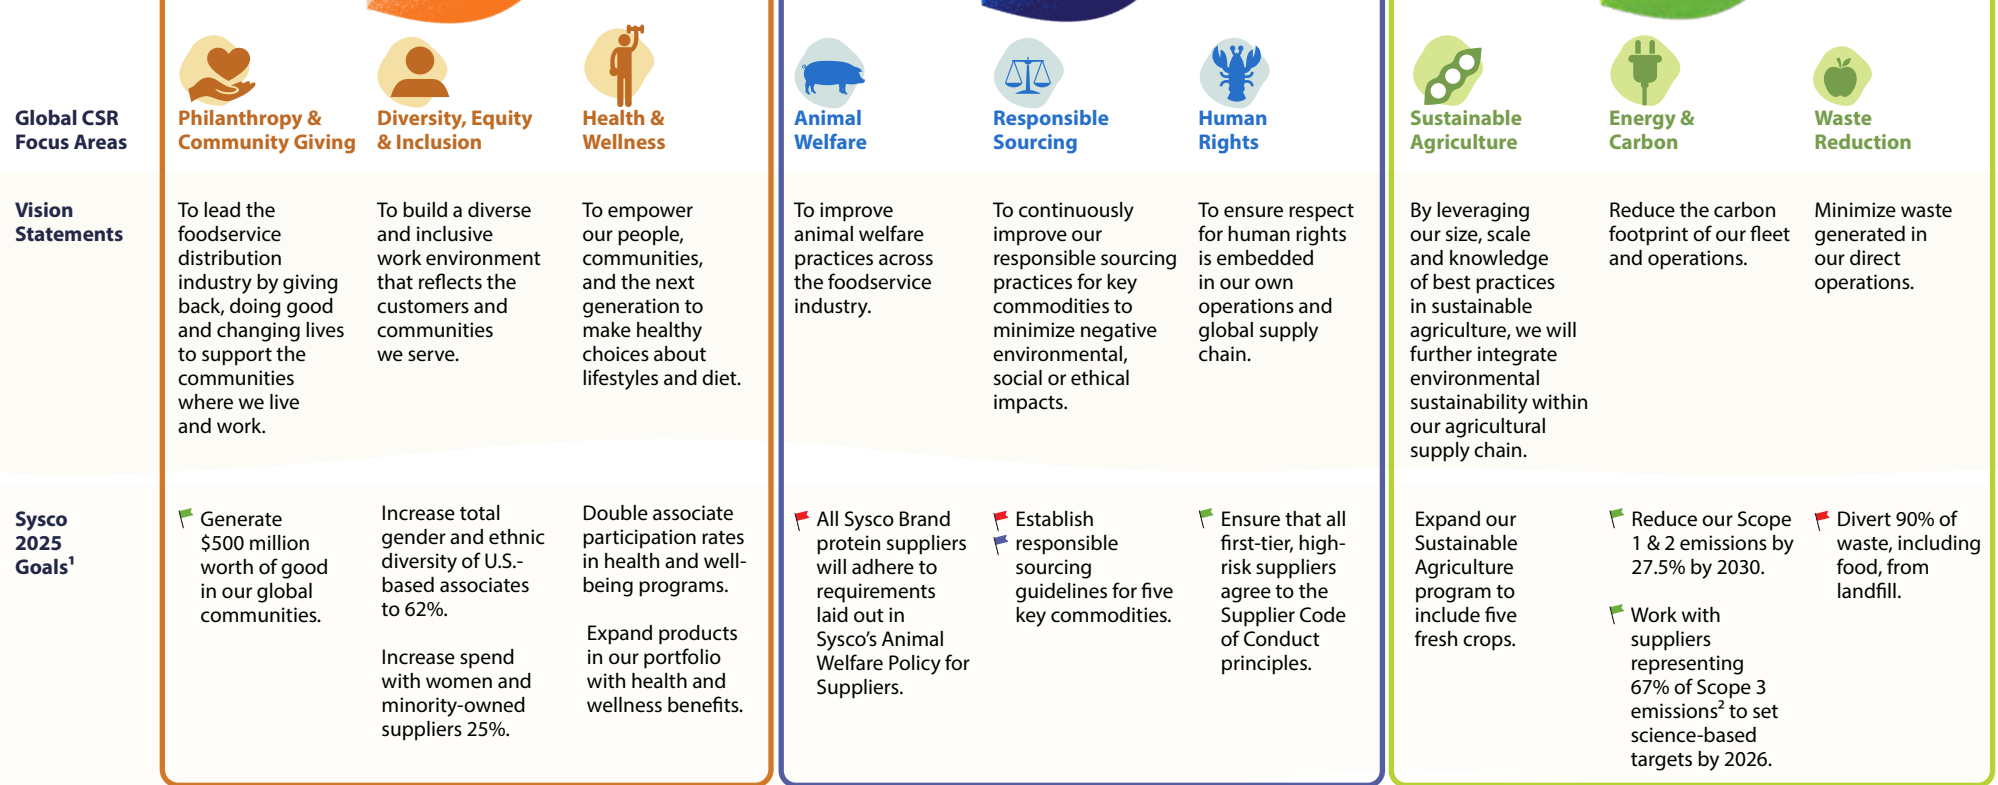 Global CSR
Focus Areas
Philanthropy &
Community Giving
Diversity, Equity
& Inclusion
Health &
Wellness
Animal
Welfare
Responsible
Sourcing
Human
Rights
Sustainable
Agriculture
Energy &
Carbon
Waste
Reduction
Vision
Statements
To lead the
foodservice
distribution
industry by giving
back, doing good
and changing lives
to support the
communities
where we live
and work.
To build a diverse
and inclusive
work environment
that reflects the
customers and
communities
we serve.
To empower
our people,
communities,
and the next
generation to
make healthy
choices about
lifestyles and diet.
To improve
animal welfare
practices across
the foodservice
industry.
To continuously
improve our
responsible sourcing
practices for key
commodities to
minimize negative
environmental,
social or ethical
impacts.
To ensure respect
for human rights
is embedded
in our own
operations and
global supply
chain.
By leveraging
our size, scale
and knowledge
of best practices
in sustainable
agriculture, we will
further integrate
environmental
sustainability within
our agricultural
supply chain.
Reduce the carbon
footprint of our fleet
and operations.
Minimize waste
generated in
our direct
operations.
Sysco
2025
Goals¹
Generate
$500 million
worth of good
in our global
communities.
Increase total
gender and ethnic
diversity of U.S.-
based associates
to 62%.
Increase spend
with women and
minority-owned
suppliers 25%.
Double associate
participation rates
in health and well-
being programs.
Expand products
in our portfolio
with health and
wellness benefits.
All Sysco Brand
protein suppliers
will adhere to
requirements
laid out in
Sysco’s Animal
Welfare Policy for
Suppliers.
Establish
responsible
sourcing
guidelines for five
key commodities.
Ensure that all
first-tier, high-
risk suppliers
agree to the
Supplier Code
of Conduct
principles.
Expand our
Sustainable
Agriculture
program to
include five
fresh crops.
Reduce our Scope
1 & 2 emissions by
27.5% by 2030.
Work with
suppliers
representing
67% of Scope 3
emissions² to set
science-based
targets by 2026.
Divert 90% of
waste, including
food, from
landfill.